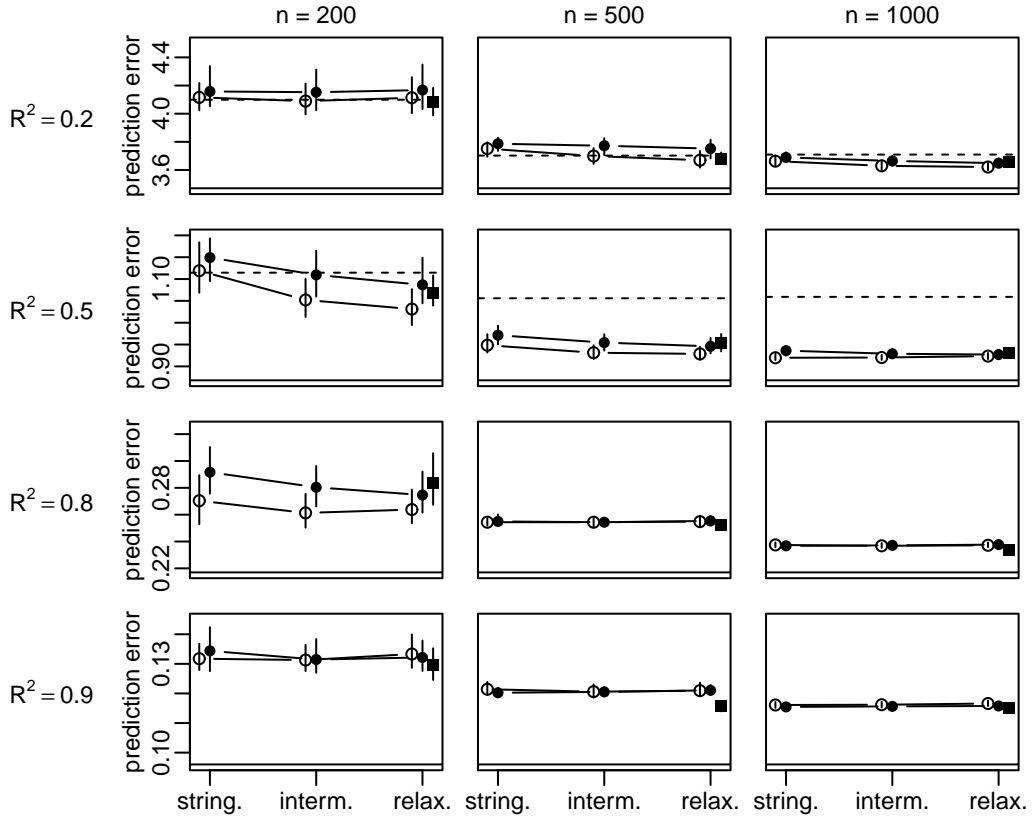 n = 200
n = 500
n = 1000
R² = 0.2
prediction error
3.6
4.0
4.4
R² = 0.5
prediction error
0.90
1.10
R² = 0.8
prediction error
0.22
0.28
R² = 0.9
prediction error
0.10
0.13
string.
interm.
relax.
string.
interm.
relax.
string.
interm.
relax.